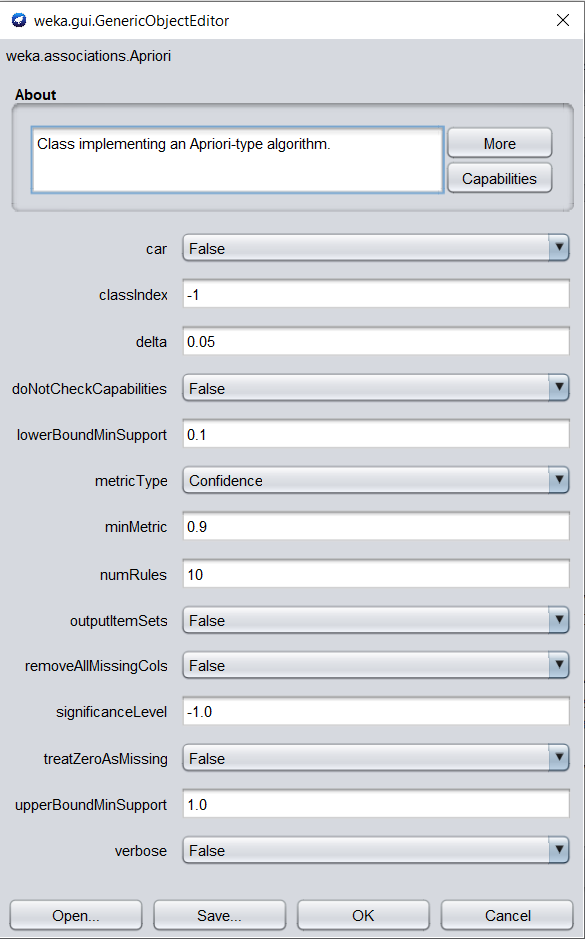 weka.gui.GenericObjectEditor
weka.associations.Apriori
About
Class implementing an Apriori-type algorithm.
More
Capabilities
car False
classIndex -1
delta 0.05
doNotCheckCapabilities False
lowerBoundMinSupport 0.1
metricType Confidence
minMetric 0.9
numRules 10
outputItemSets False
removeAllMissingCols False
significanceLevel -1.0
treatZeroAsMissing False
upperBoundMinSupport 1.0
verbose False
Open... Save... OK Cancel